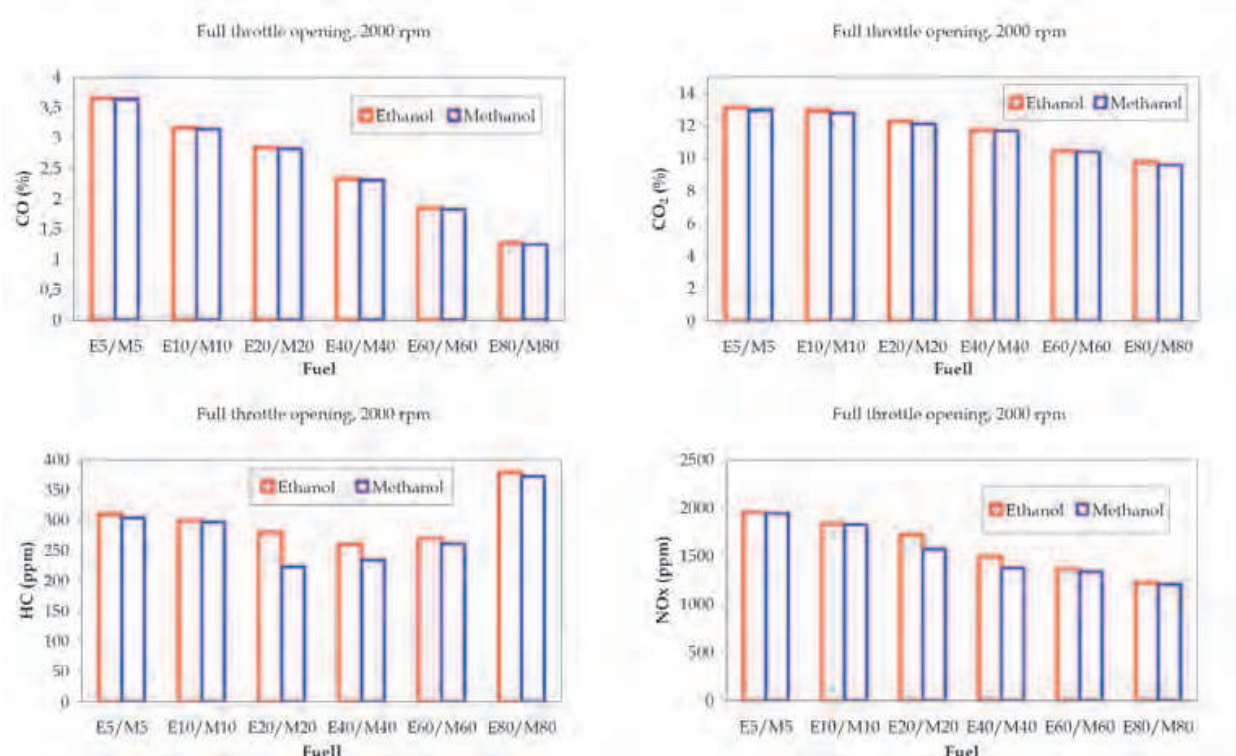 Full throttle opening, 2000 rpm
CO (%)
4
3,5
3
2,5
2
1,5
1
0,5
0
Ethanol Methanol
E5/M5 E10/M10 E20/M20 E40/M40 E60/M60 E80/M80
Fuel
Full throttle opening, 2000 rpm
CO₂ (%)
14
12
10
8
6
4
2
0
Ethanol Methanol
E5/M5 E10/M10 E20/M20 E40/M40 E60/M60 E80/M80
Fuell
Full throttle opening, 2000 rpm
HC (ppm)
400
350
300
250
200
150
100
50
0
Ethanol Methanol
E5/M5 E10/M10 E20/M20 E40/M40 E60/M60 E80/M80
Fuell
Full throttle opening, 2000 rpm
NOx (ppm)
2500
2000
1500
1000
500
0
Ethanol Methanol
E5/M5 E10/M10 E20/M20 E40/M40 E60/M60 E80/M80
Fuel